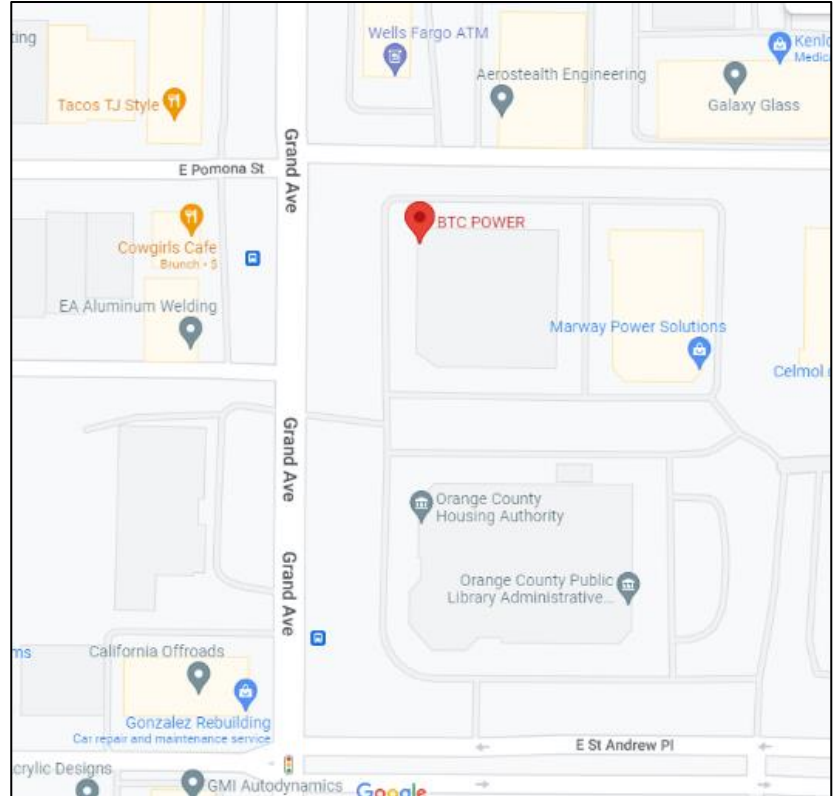 ing
Wells Fargo ATM
Aerostealth Engineering
Medic
Tacos TJ Style
Galaxy Glass
Grand Ave
E Pomona St
BTC POWER
Cowgirls Cafe
Brunch • $
EA Aluminum Welding
Marway Power Solutions
Celmol
Grand Ave
Orange County
Housing Authority
Grand Ave
Orange County Public
Library Administrative...
ms
California Offroads
Gonzalez Rebuilding
Car repair and maintenance service
E St Andrew Pl
crylic Designs
GMI Autodynamics
Google